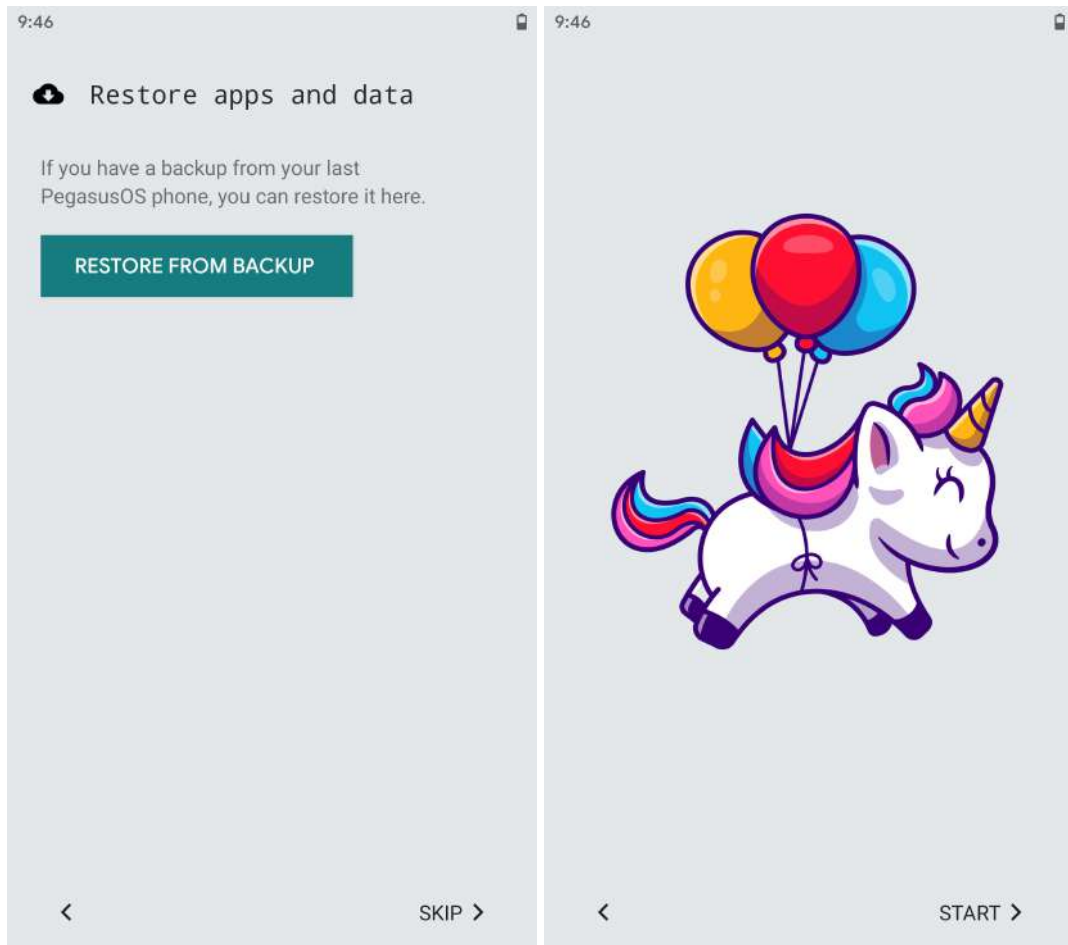 9:46
Restore apps and data
If you have a backup from your last
PegasusOS phone, you can restore it here.
RESTORE FROM BACKUP
SKIP
9:46
START